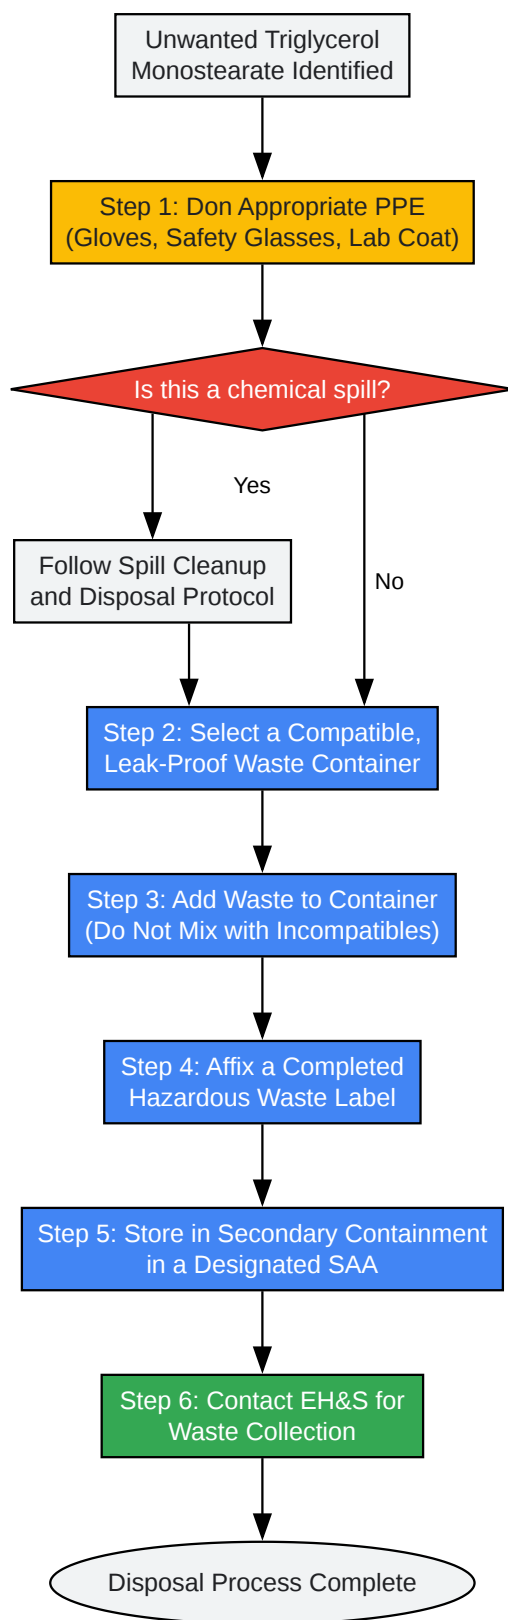 Unwanted Triglycerol
Monostearate Identified
Step 1: Don Appropriate PPE
(Gloves, Safety Glasses, Lab Coat)
Is this a chemical spill?
Yes
Follow Spill Cleanup
and Disposal Protocol
No
Step 2: Select a Compatible,
Leak-Proof Waste Container
Step 3: Add Waste to Container
(Do Not Mix with Incompatibles)
Step 4: Affix a Completed
Hazardous Waste Label
Step 5: Store in Secondary Containment
in a Designated SAA
Step 6: Contact EH&S for
Waste Collection
Disposal Process Complete